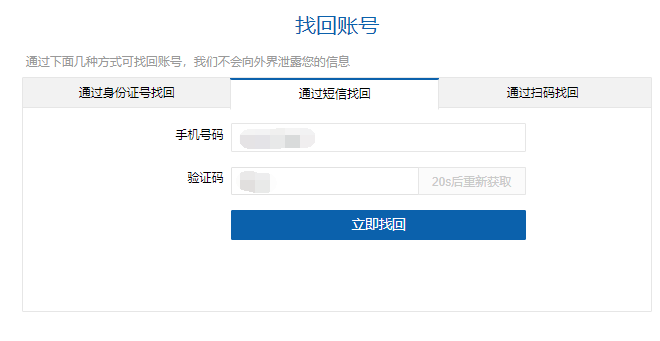 找回账号
通过下面几种方式可找回账号，我们不会向外界泄露您的信息
通过身份证号找回 通过短信找回 通过扫码找回
手机号码
验证码 20s后重新获取
立即找回